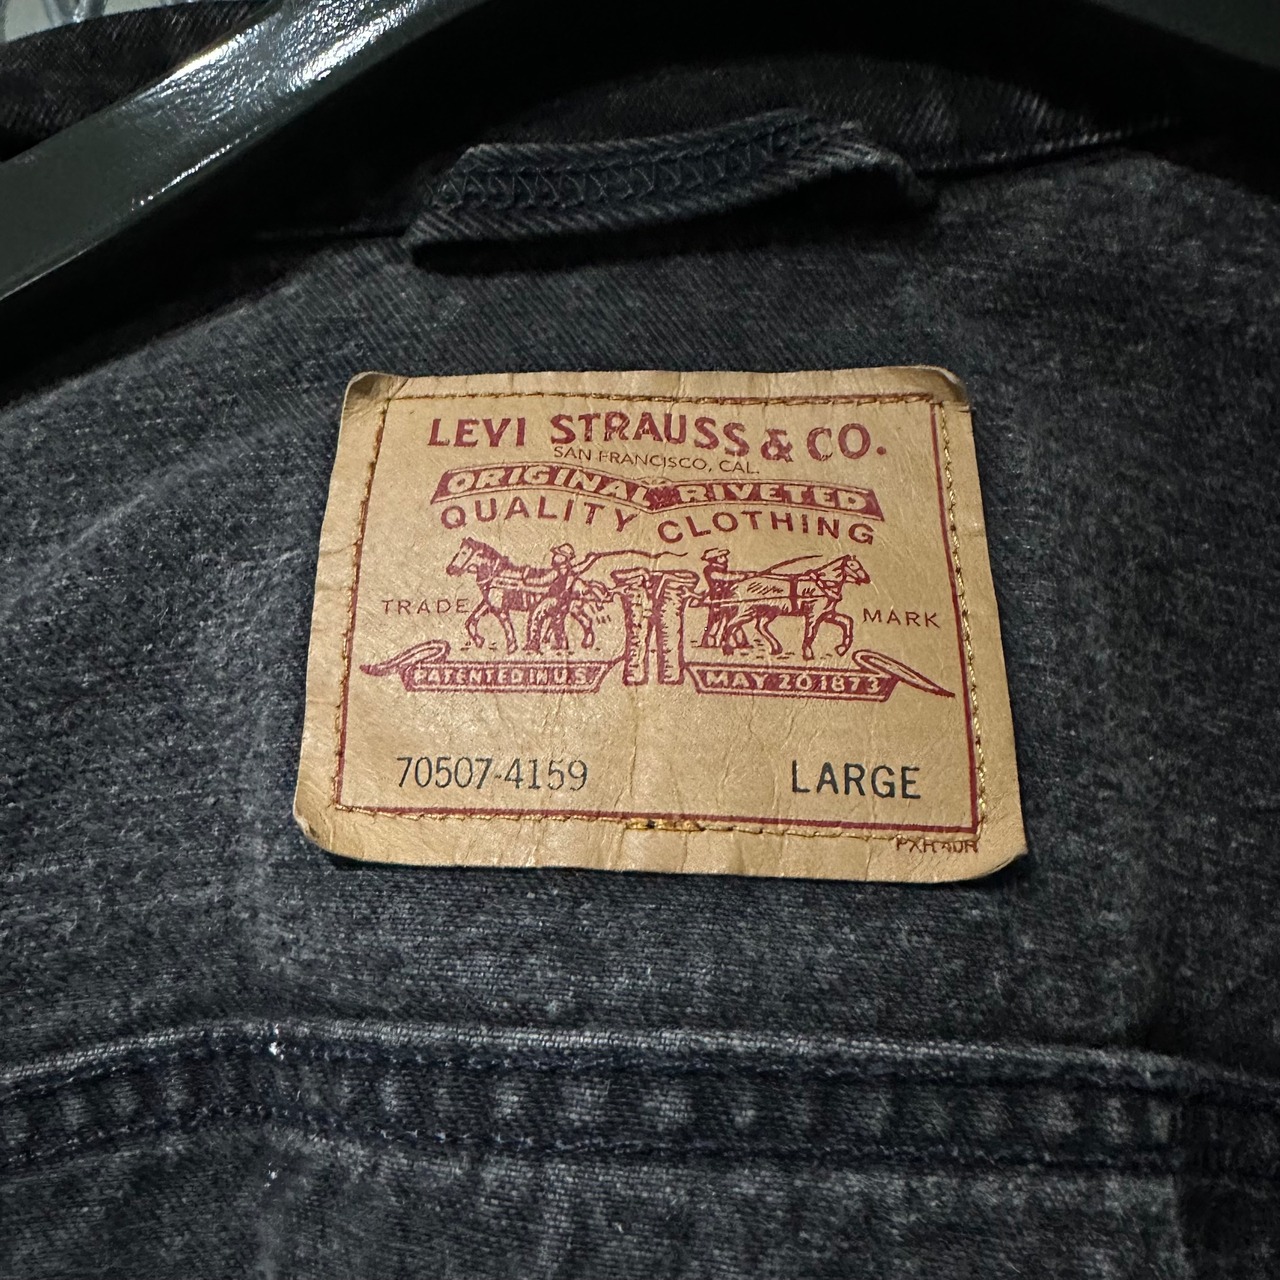 LEVI STRAUSS & CO.
SAN FRANCISCO, CAL.
ORIGINAL RIVETED
QUALITY CLOTHING
TRADE MARK
PATENTED IN U.S. MAY 20 1873
70507-4159 LARGE